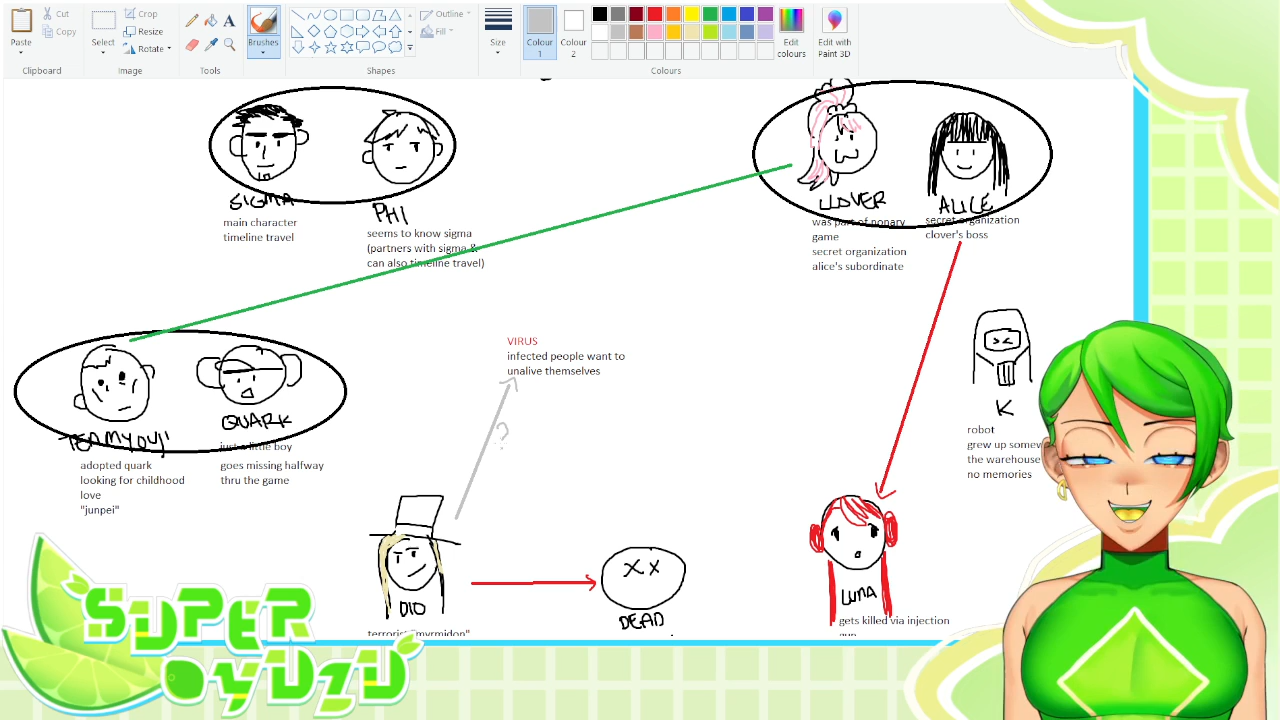 Paste
Cut
Copy
Clipboard
Select
Crop
Resize
Rotate
Image
Tools
Brushes
Shapes
Outline
Fill
Size
Colour 1
Colour 2
Edit colours
Colours
Edit with Paint 3D
SIGMA
main character
timeline travel
PHI
seems to know sigma
(partners with sigma &
can also timeline travel)
CLOVER
was part of nonary
game
secret organization
alice's subordinate
ALICE
secret organization
clover's boss
VIRUS
infected people want to
unalive themselves
?
K
robot
grew up somew
the warehouse
no memories
TENMYOUJI
adopted quark
looking for childhood
love
"junpei"
QUARK
just a little boy
goes missing halfway
thru the game
DIO
terrorist "myrmidon"
DEAD
LUNA
gets killed via injection
gun
SUPER
OYUZU